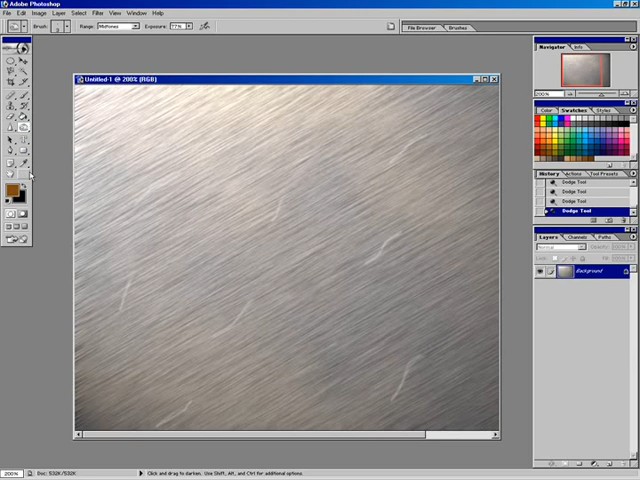 Adobe Photoshop
File Edit Image Layer Select Filter View Window Help
Brush: Range: Midtones Exposure: 77% File Browser Brushes
Untitled-1 @ 200% (RGB)
Navigator Info
200%
Color Swatches Styles
History Actions Tool Presets
Dodge Tool
Dodge Tool
Dodge Tool
Dodge Tool
Layers Channels Paths
Normal Opacity:
Lock: Fill:
Background
200% Doc: 532K/532K Click and drag to darken. Use Shift, Alt, and Ctrl for additional options.